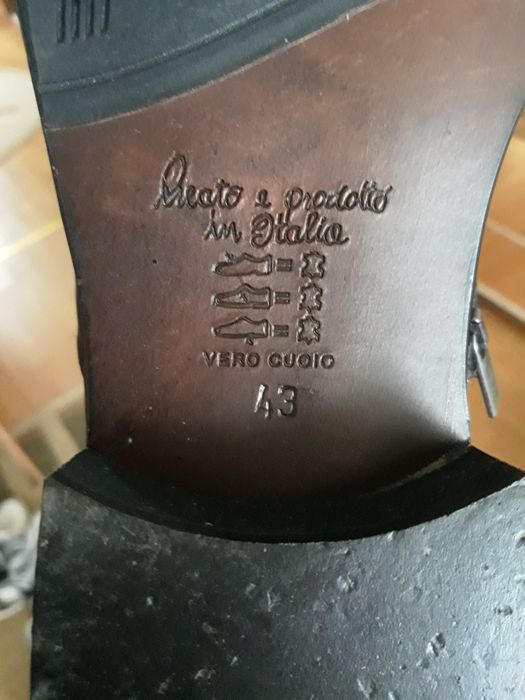 Creato e prodotto
in Italia
VERO CUOIO
43